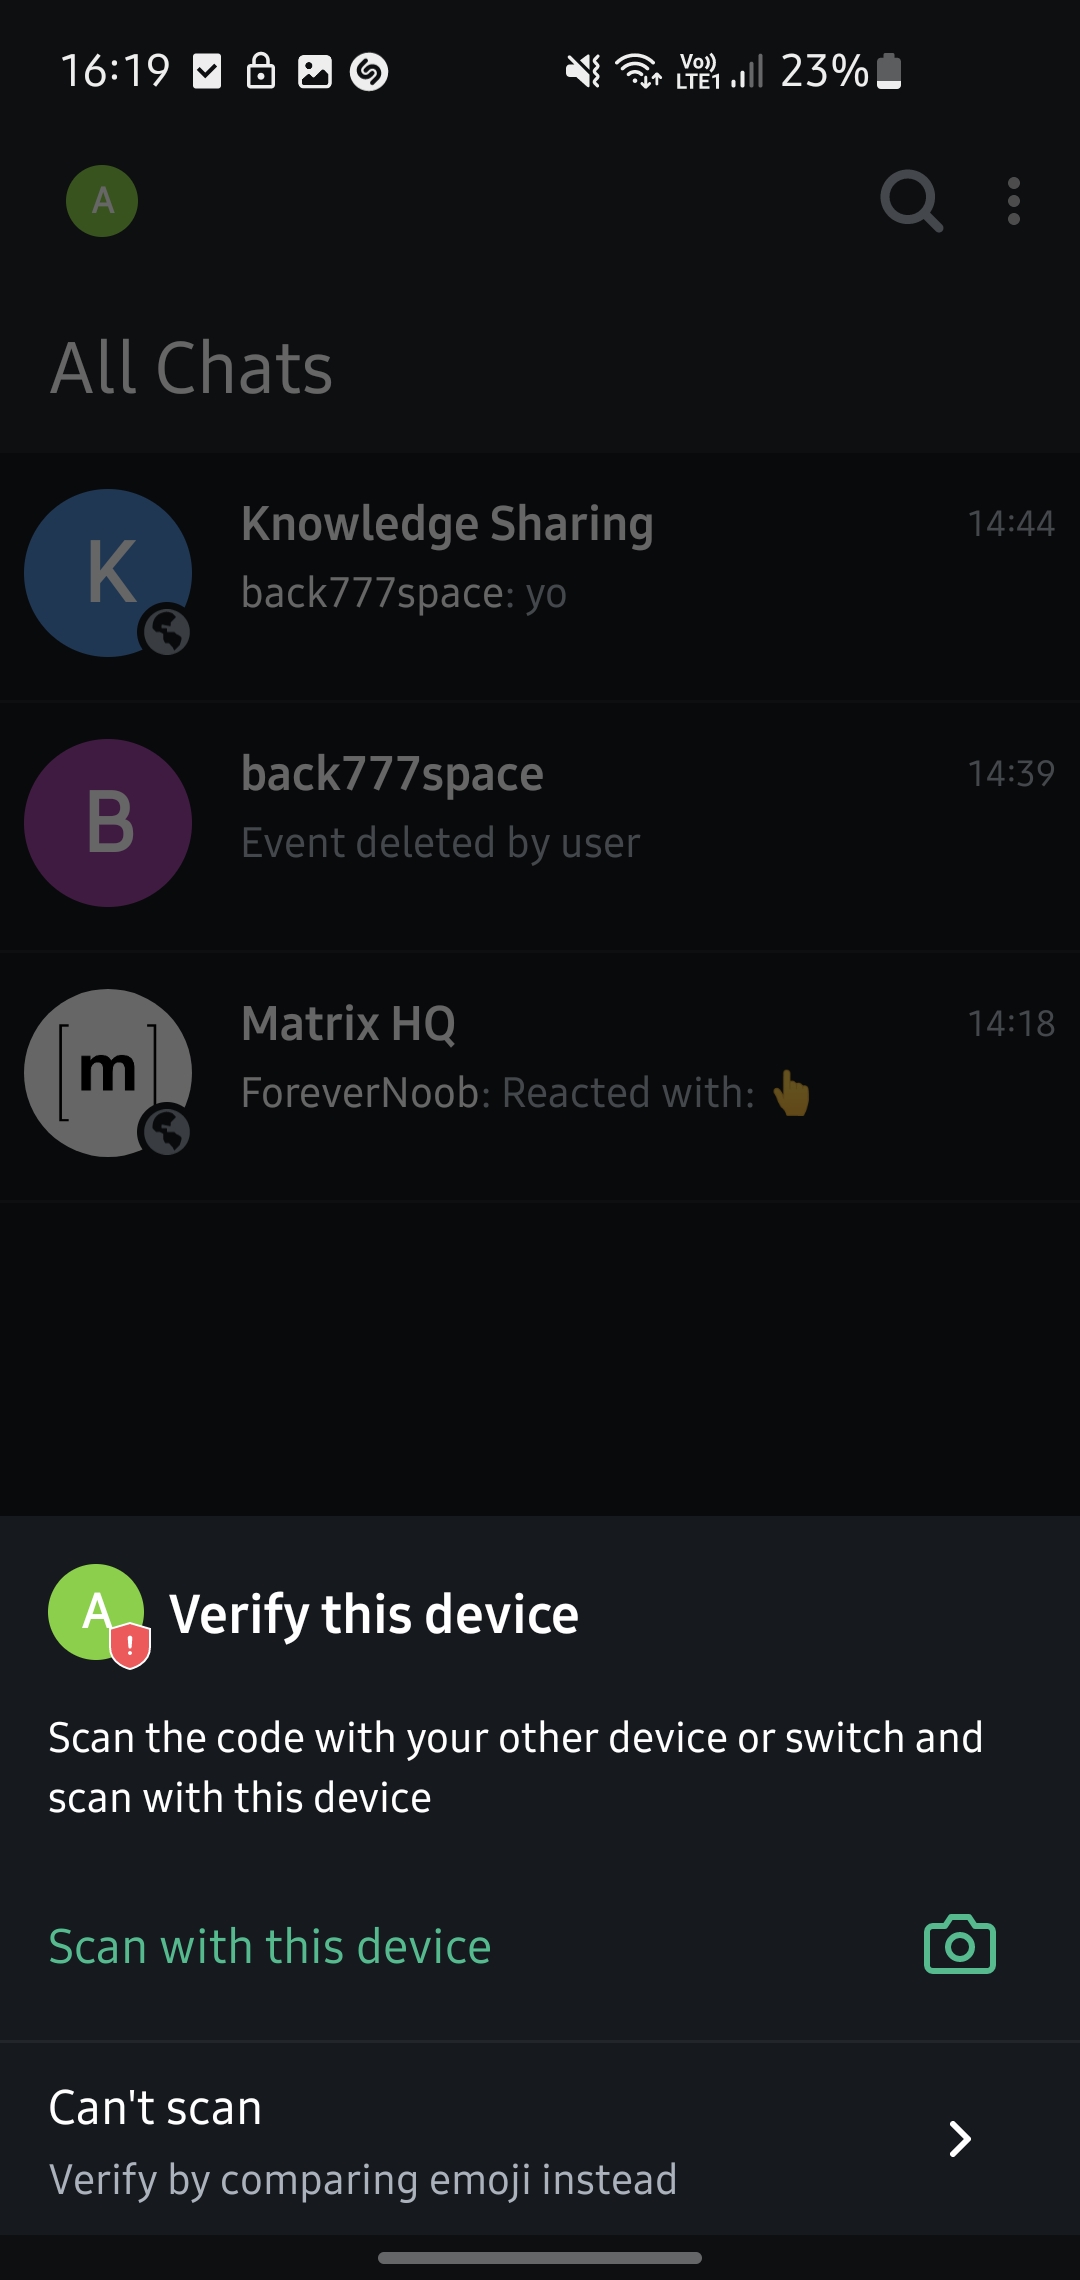 16:19 Vo)) LTE1 23%
A
All Chats
K
Knowledge Sharing 14:44
back777space: yo
B
back777space 14:39
Event deleted by user
[m]
Matrix HQ 14:18
ForeverNoob: Reacted with: 👆
A
! Verify this device
Scan the code with your other device or switch and
scan with this device
Scan with this device
Can't scan
Verify by comparing emoji instead